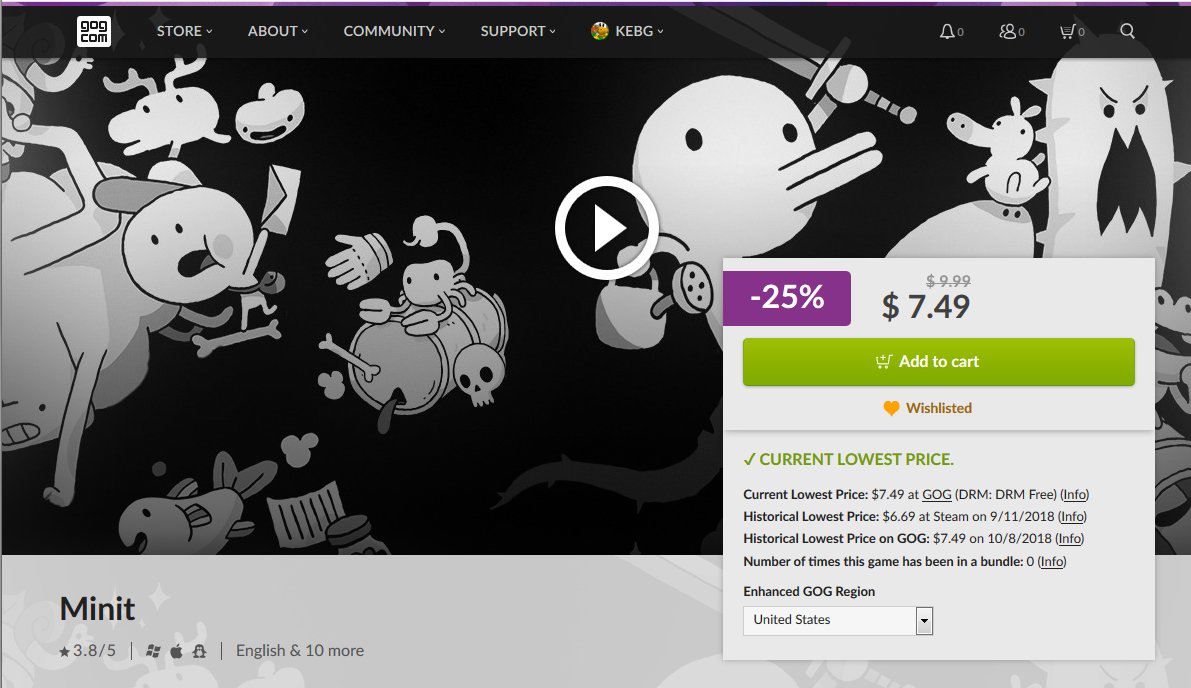 gog
com
STORE ABOUT COMMUNITY SUPPORT KEBG 0 0 0
-25%
$ 9.99
$ 7.49
Add to cart
Wishlisted
✓ CURRENT LOWEST PRICE.
Current Lowest Price: $7.49 at GOG (DRM: DRM Free) (Info)
Historical Lowest Price: $6.69 at Steam on 9/11/2018 (Info)
Historical Lowest Price on GOG: $7.49 on 10/8/2018 (Info)
Number of times this game has been in a bundle: 0 (Info)
Enhanced GOG Region
United States
Minit
★3.8/5 | | English & 10 more